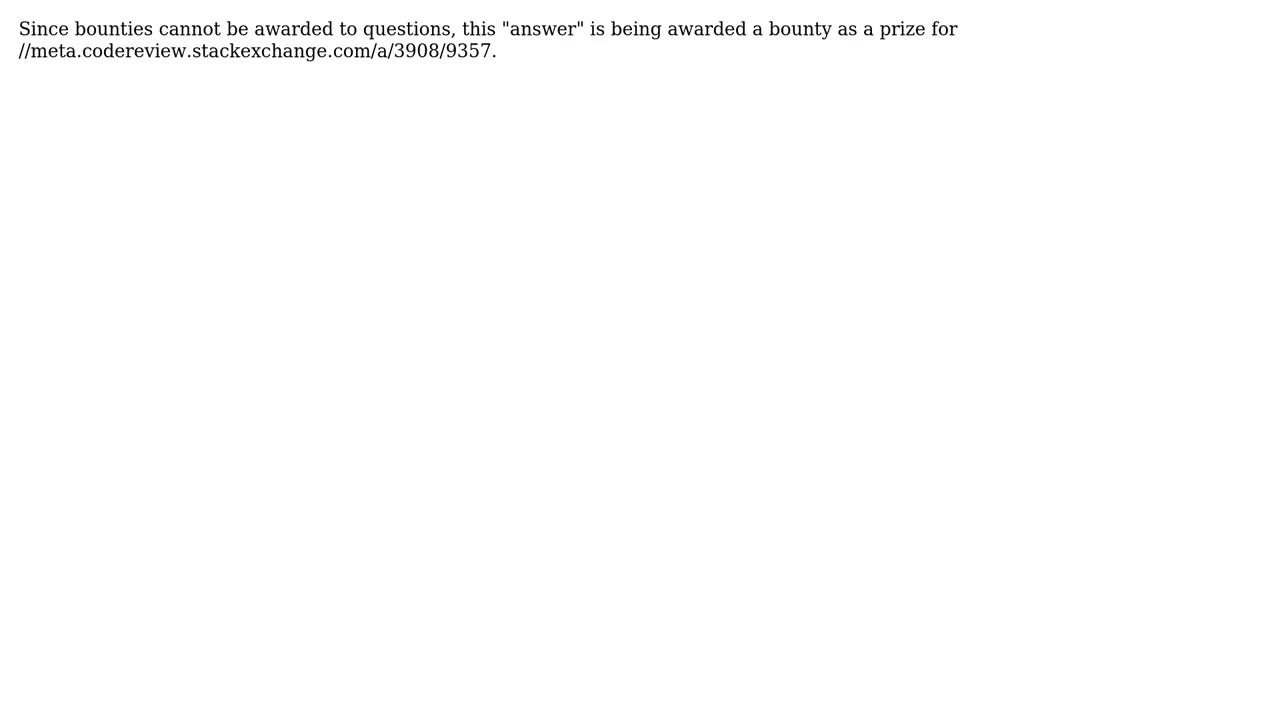 Since bounties cannot be awarded to questions, this "answer" is being awarded a bounty as a prize for
//meta.codereview.stackexchange.com/a/3908/9357.